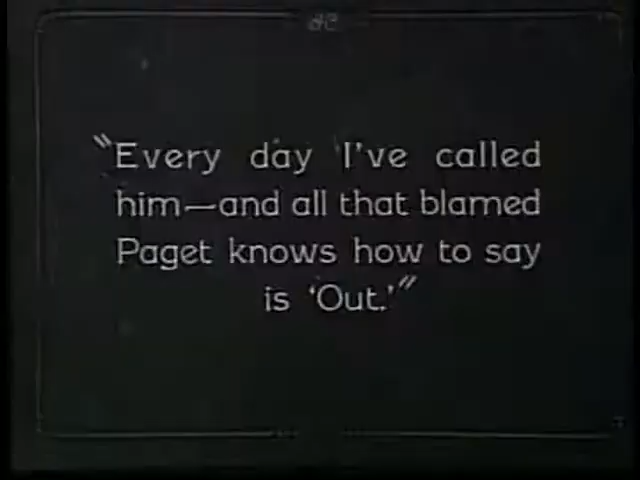 "Every day I've called
him—and all that blamed
Paget knows how to say
is 'Out.'"